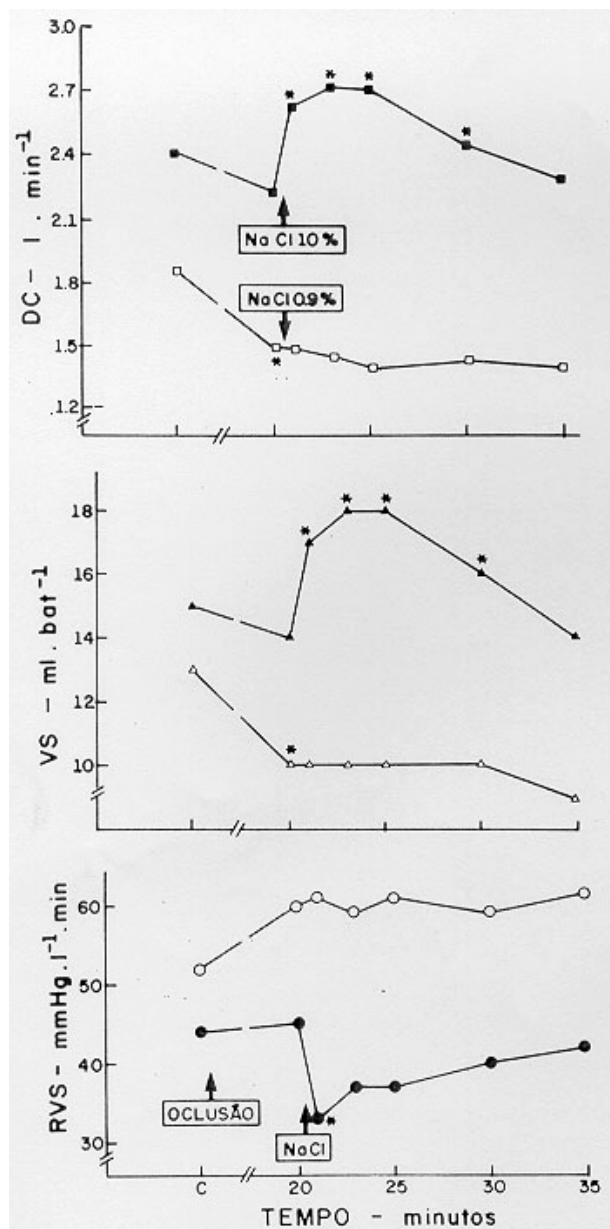 3.0
2.7
2.4
2.1
1.8
1.5
1.2
DC - l . min⁻¹
* * * * 
NaCl 10%
NaCl 0.9%
*
18
16
14
12
10
VS - ml. bat⁻¹
* * * *
*
60
50
40
30
RVS - mmHg.l⁻¹.min
OCLUSÃO
*
NaCl
C 20 25 30 35
TEMPO - minutos